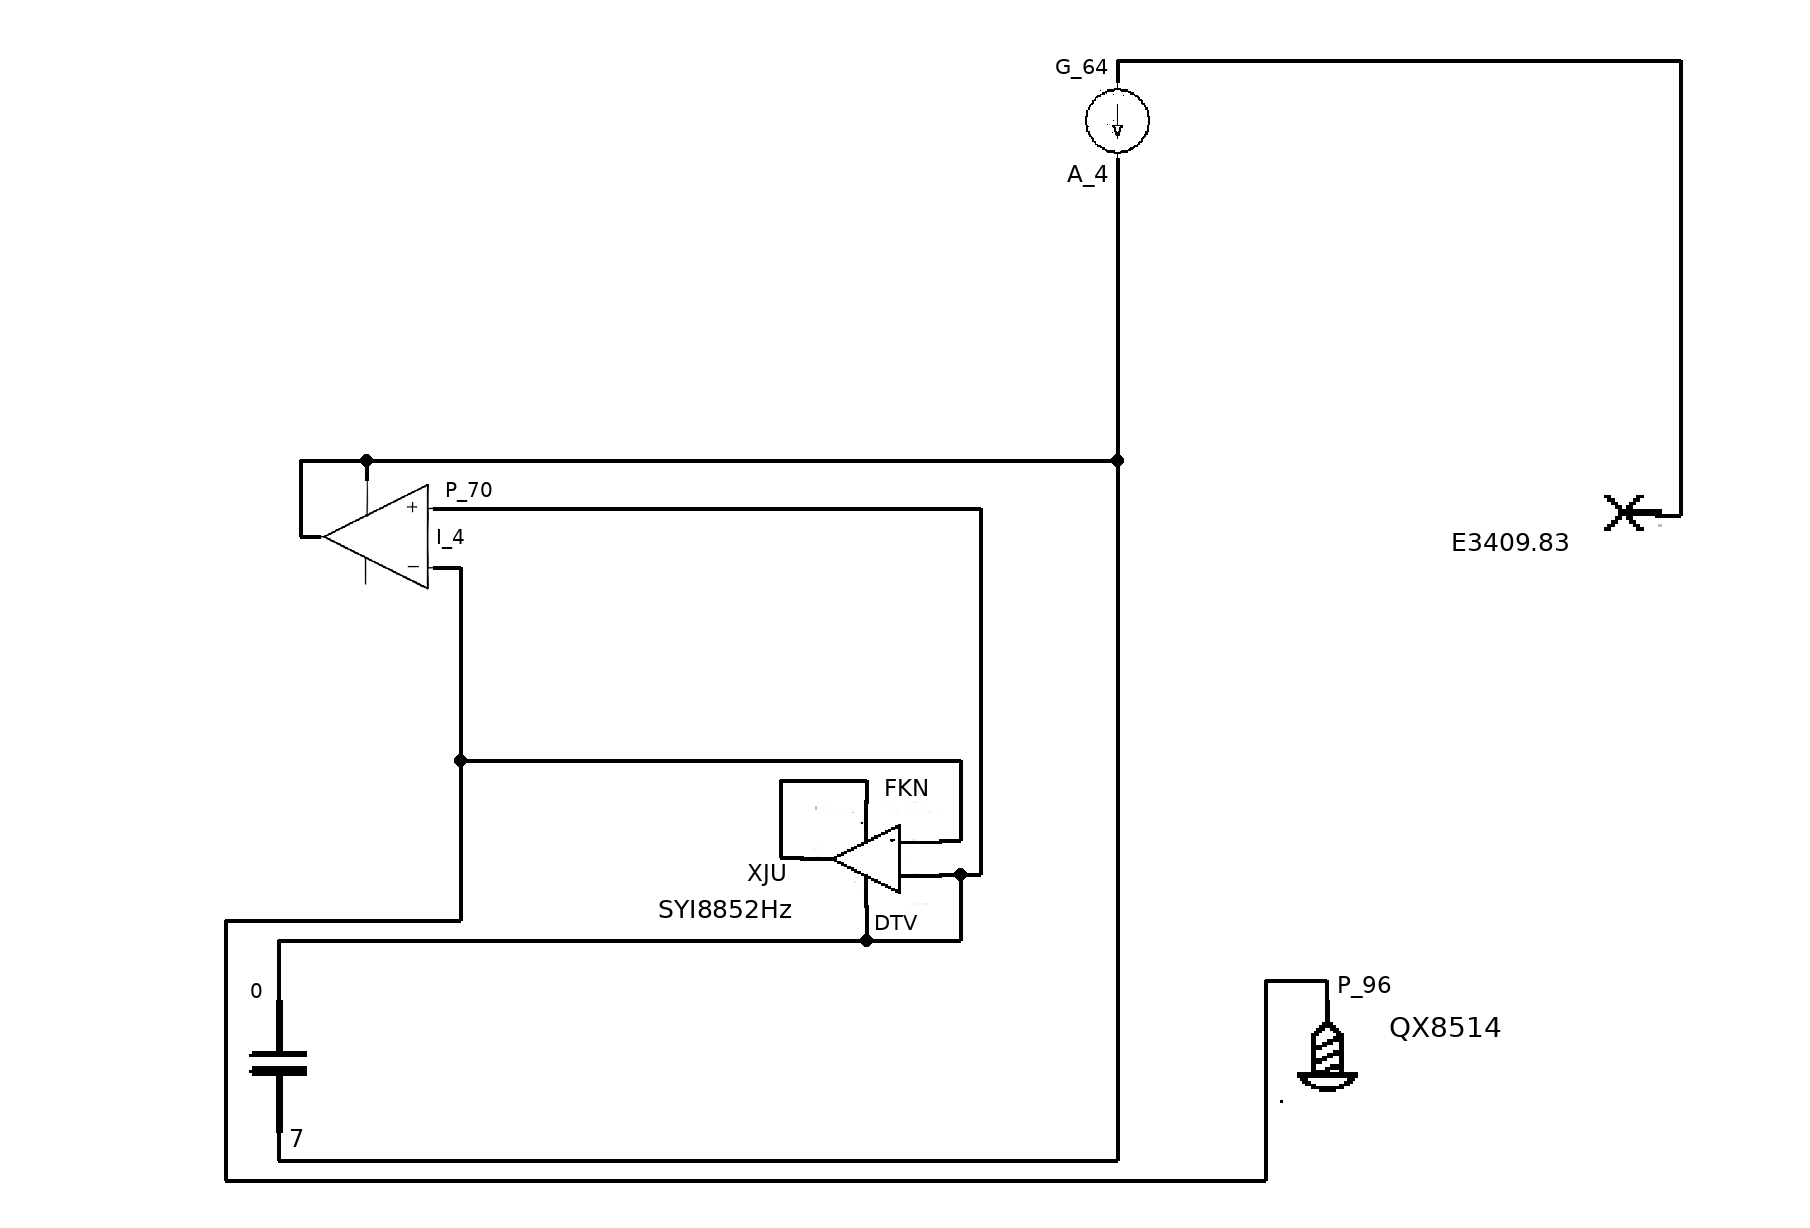 G_64
A_4
P_70
+
I_4
−
E3409.83
FKN
-
XJU
SYI8852Hz
DTV
0
P_96
QX8514
7